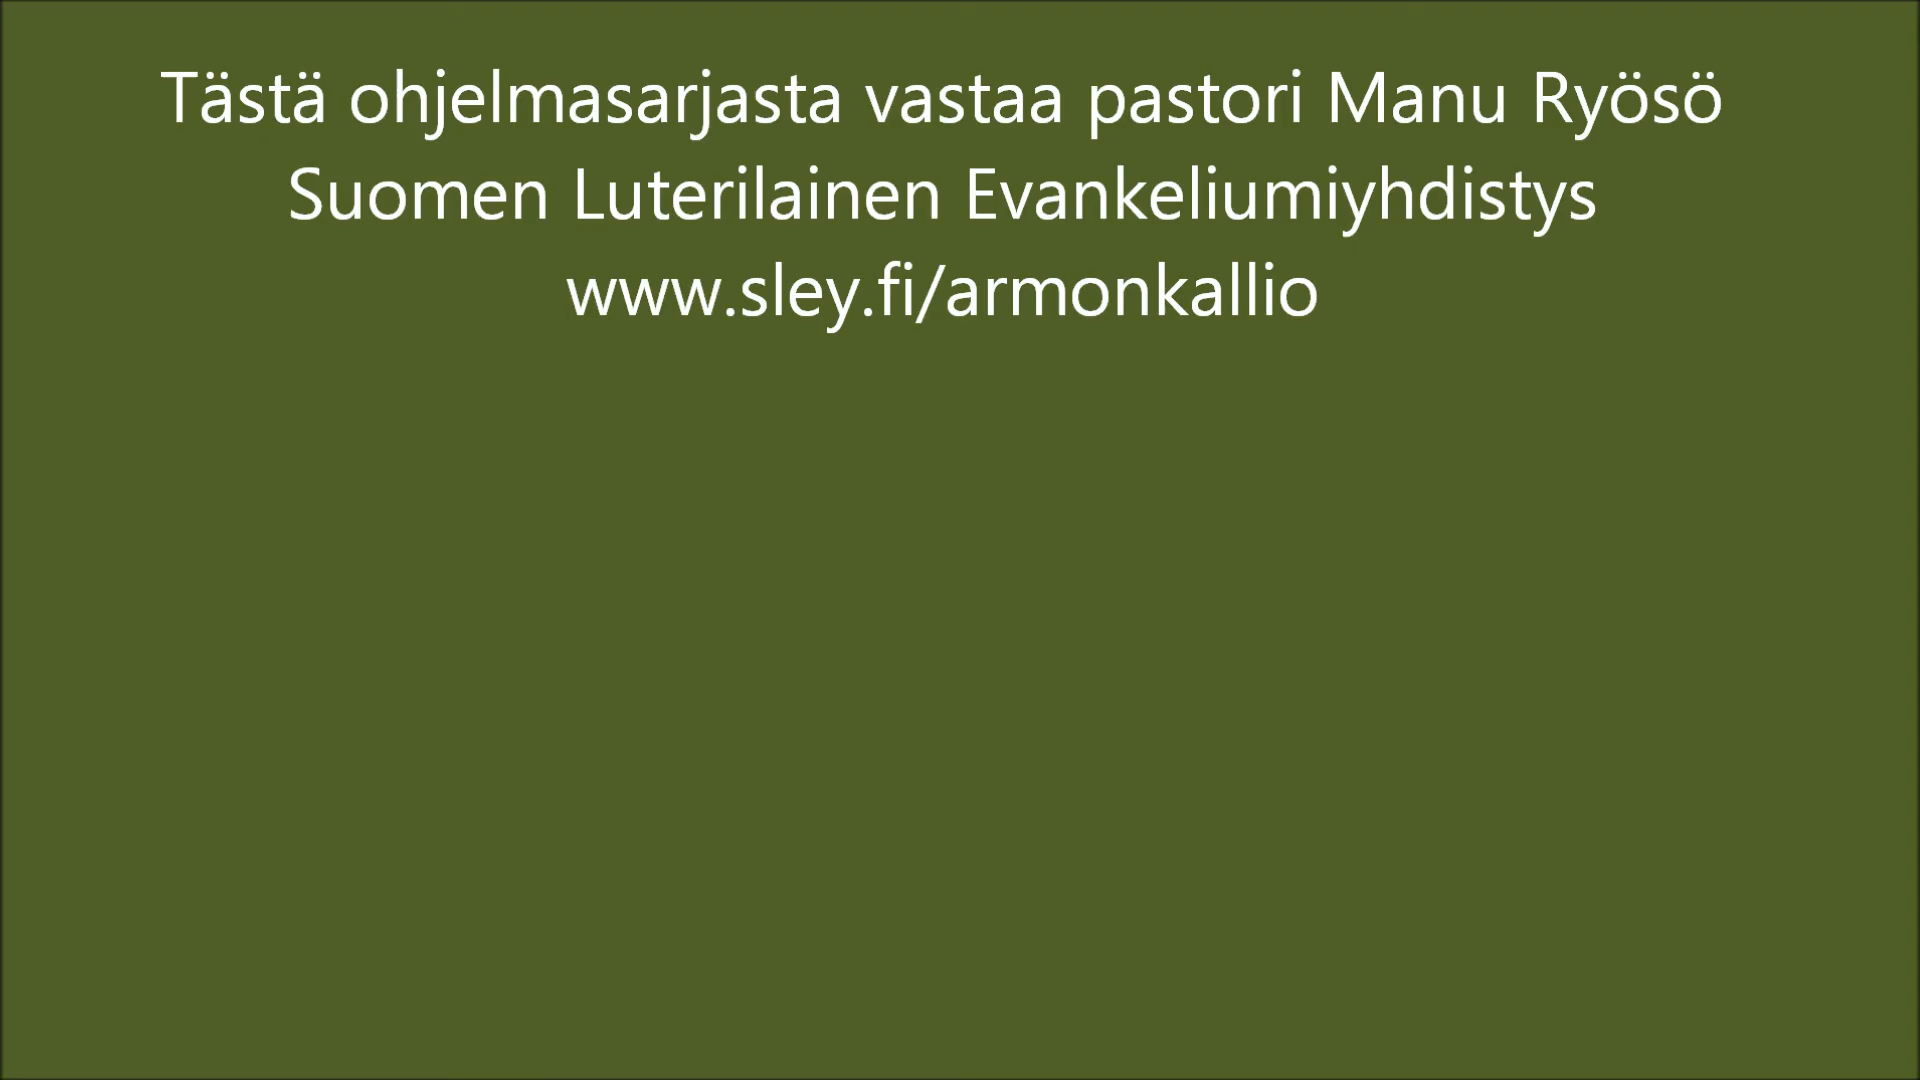 Tästä ohjelmasarjasta vastaa pastori Manu Ryösö
Suomen Luterilainen Evankeliumiyhdistys
www.sley.fi/armonkallio